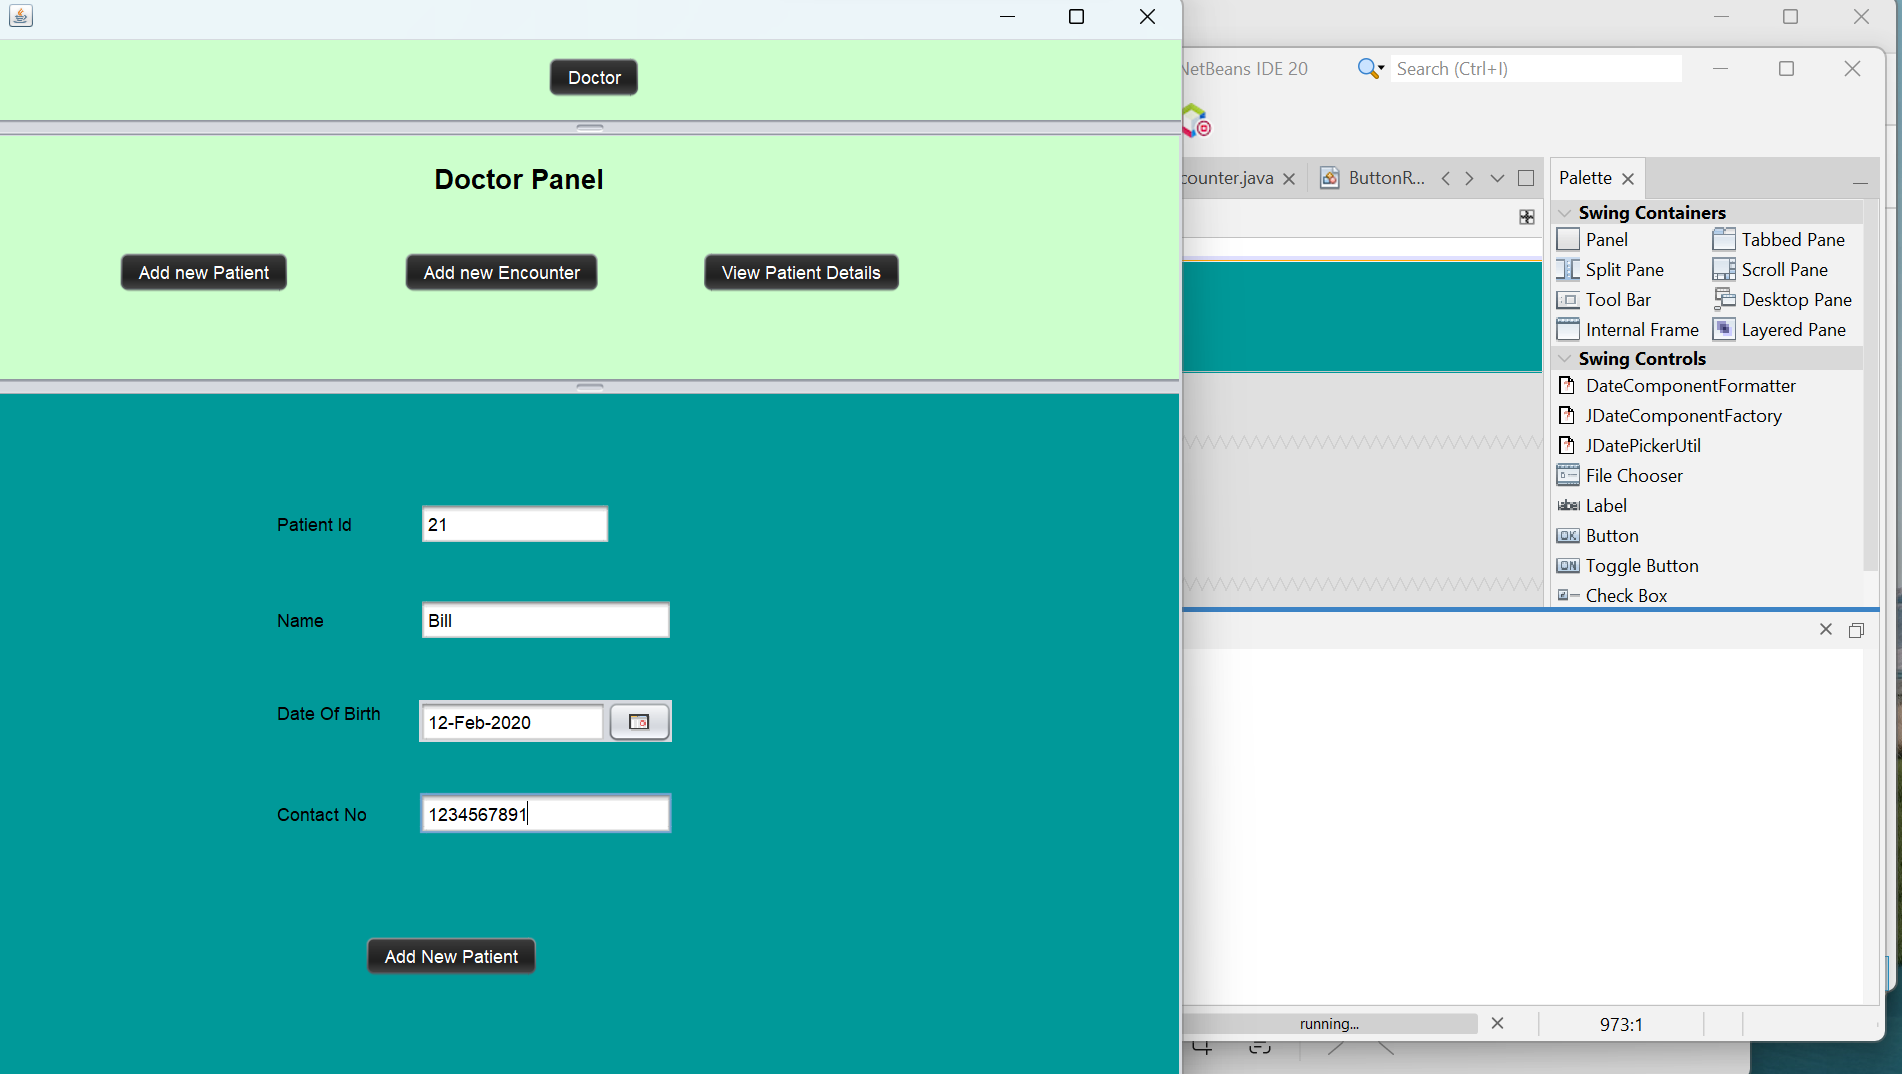 Doctor
Doctor Panel
Add new Patient
Add new Encounter
View Patient Details
Patient Id
21
Name
Bill
Date Of Birth
12-Feb-2020
Contact No
1234567891
Add New Patient
NetBeans IDE 20
Search (Ctrl+I)
counter.java
ButtonR...
Palette
Swing Containers
Panel
Tabbed Pane
Split Pane
Scroll Pane
Tool Bar
Desktop Pane
Internal Frame
Layered Pane
Swing Controls
DateComponentFormatter
JDateComponentFactory
JDatePickerUtil
File Chooser
label Label
OK Button
ON Toggle Button
Check Box
running...
973:1